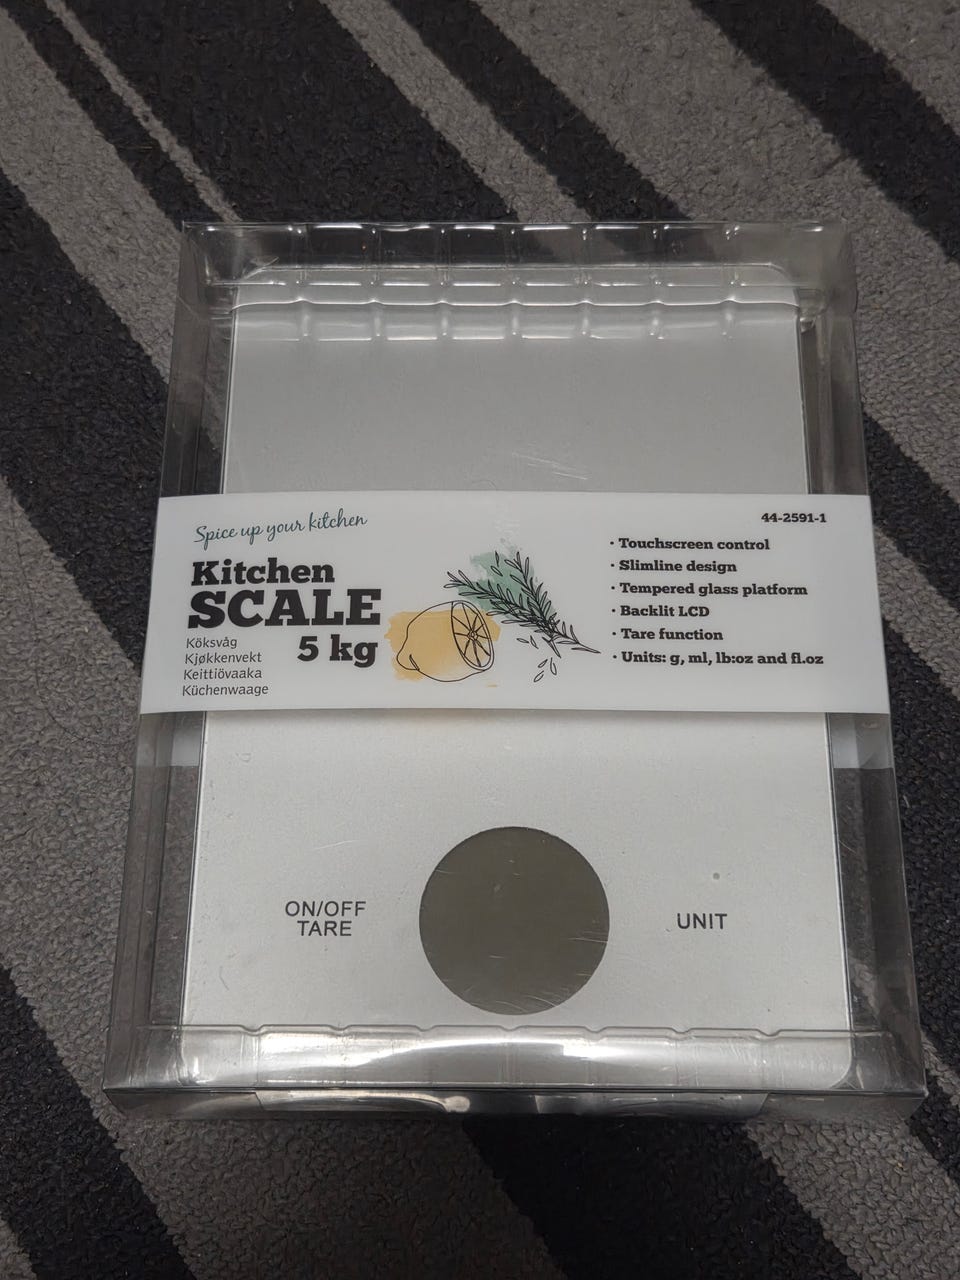 Spice up your kitchen
Kitchen
SCALE
5 kg
Köksvåg
Kjøkkenvekt
Keittiövaaka
Küchenwaage
44-2591-1
· Touchscreen control
· Slimline design
· Tempered glass platform
· Backlit LCD
· Tare function
· Units: g, ml, lb:oz and fl.oz
ON/OFF
TARE
UNIT